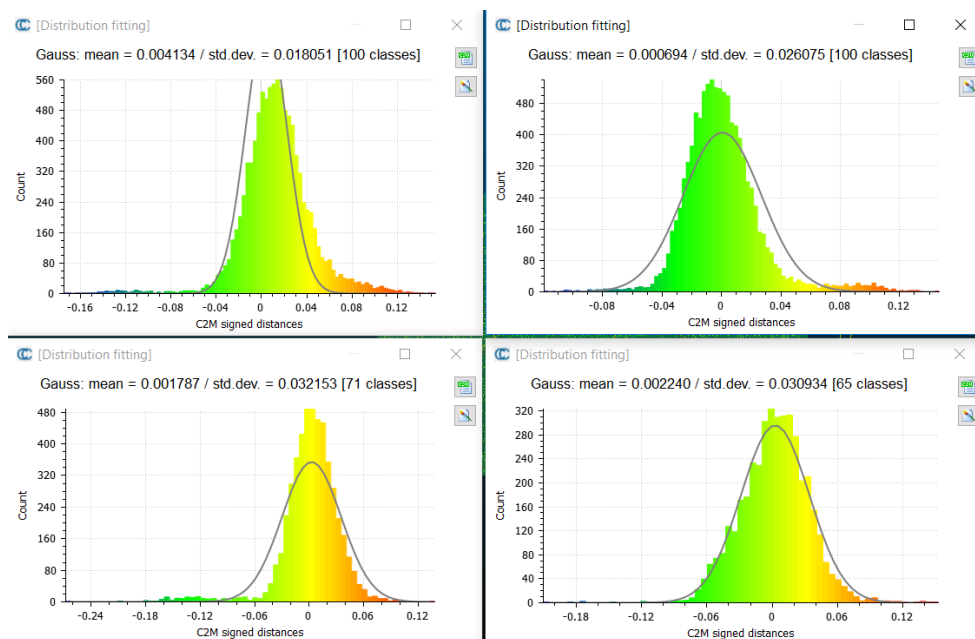 [Distribution fitting]
Gauss: mean = 0.004134 / std.dev. = 0.018051 [100 classes]
560
480
400
320
240
160
80
0
Count
-0.16 -0.12 -0.08 -0.04 0 0.04 0.08 0.12
C2M signed distances
[Distribution fitting]
Gauss: mean = 0.000694 / std.dev. = 0.026075 [100 classes]
480
400
320
240
160
80
0
Count
-0.08 -0.04 0 0.04 0.08 0.12
C2M signed distances
[Distribution fitting]
Gauss: mean = 0.001787 / std.dev. = 0.032153 [71 classes]
480
400
320
240
160
80
0
Count
-0.24 -0.18 -0.12 -0.06 0 0.06 0.12
C2M signed distances
[Distribution fitting]
Gauss: mean = 0.002240 / std.dev. = 0.030934 [65 classes]
320
280
240
200
160
120
80
40
0
Count
-0.18 -0.12 -0.06 0 0.06 0.12
C2M signed distances